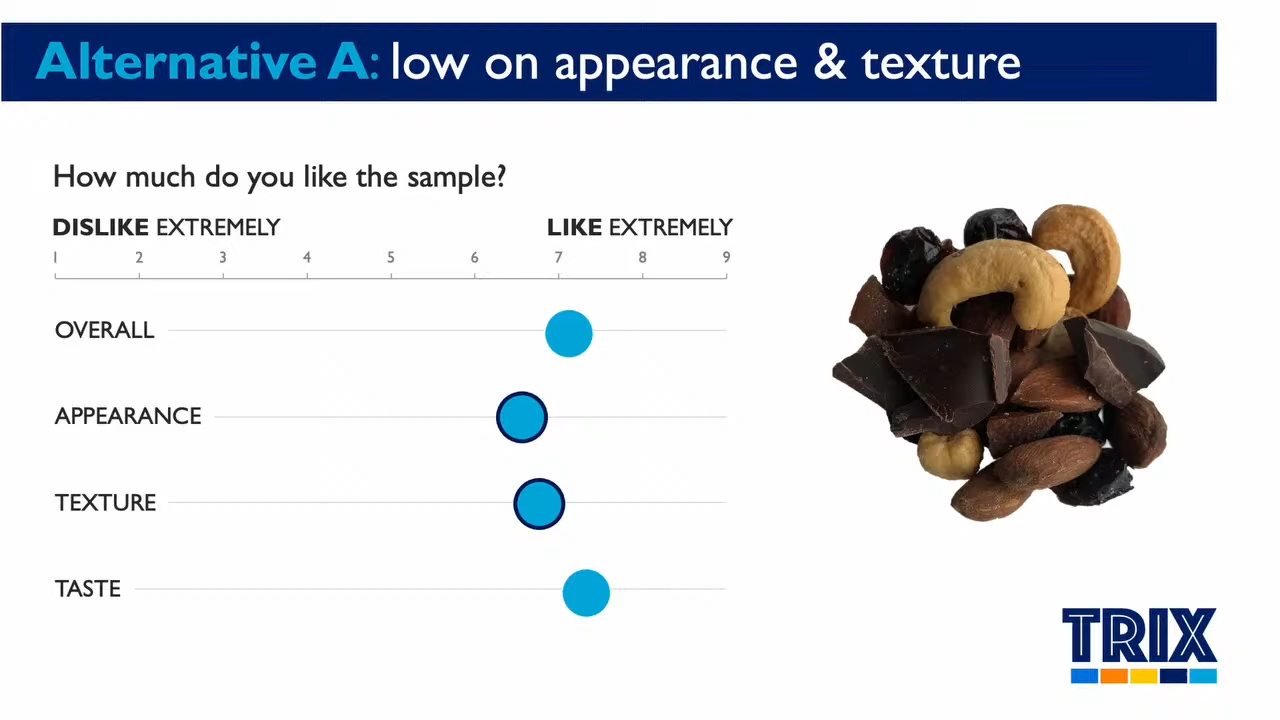 Alternative A: low on appearance & texture
How much do you like the sample?
DISLIKE EXTREMELY LIKE EXTREMELY
1 2 3 4 5 6 7 8 9
OVERALL
APPEARANCE
TEXTURE
TASTE
TRIX